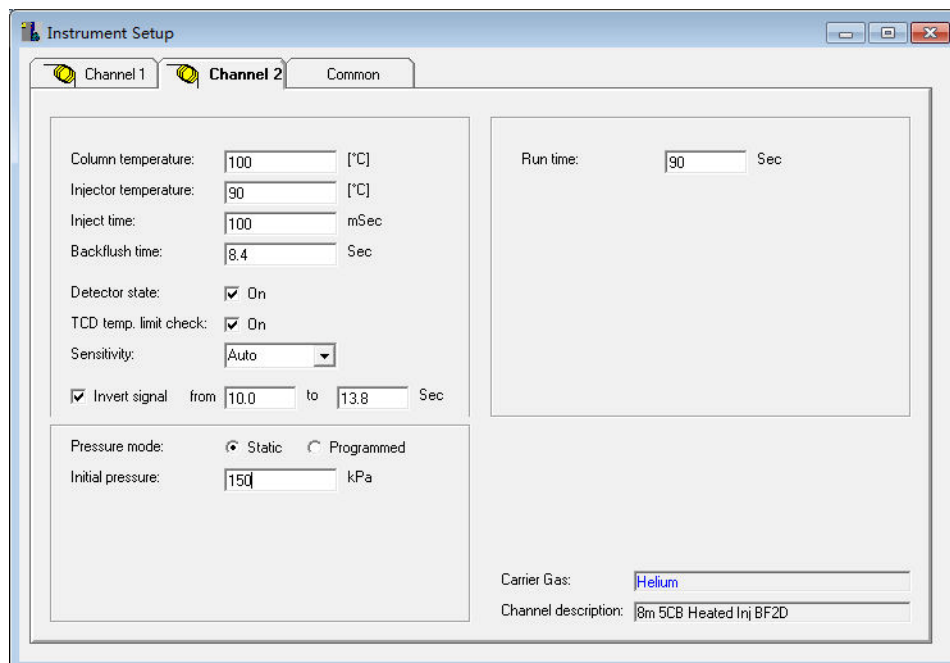 Instrument Setup
Channel 1 Channel 2 Common
Column temperature: 100 [°C]
Injector temperature: 90 [°C]
Inject time: 100 mSec
Backflush time: 8.4 Sec
Detector state: On
TCD temp. limit check: On
Sensitivity: Auto
Invert signal from 10.0 to 13.8 Sec
Pressure mode: Static Programmed
Initial pressure: 150 kPa
Run time: 90 Sec
Carrier Gas: Helium
Channel description: 8m 5CB Heated Inj BF2D